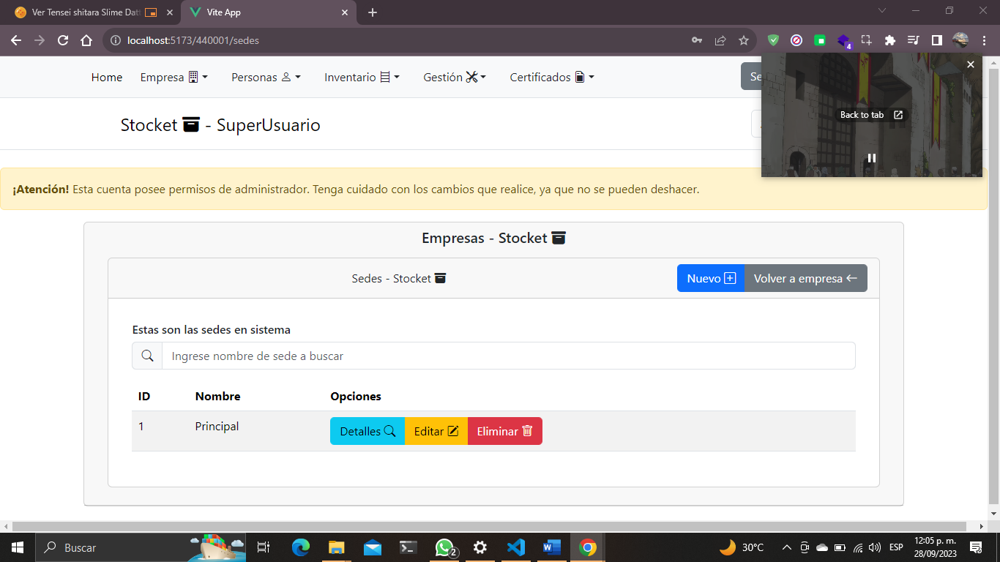 Ver Tensei shitara Slime Dat
Vite App
localhost:5173/440001/sedes
4
Home Empresa Personas Inventario Gestión Certificados Se
Back to tab
Stocket - SuperUsuario
¡Atención! Esta cuenta posee permisos de administrador. Tenga cuidado con los cambios que realice, ya que no se pueden deshacer.
Empresas - Stocket
Sedes - Stocket
Nuevo Volver a empresa
Estas son las sedes en sistema
Ingrese nombre de sede a buscar
ID Nombre Opciones
1 Principal Detalles Editar Eliminar
Buscar
2
30°C
ESP
12:05 p. m.
28/09/2023